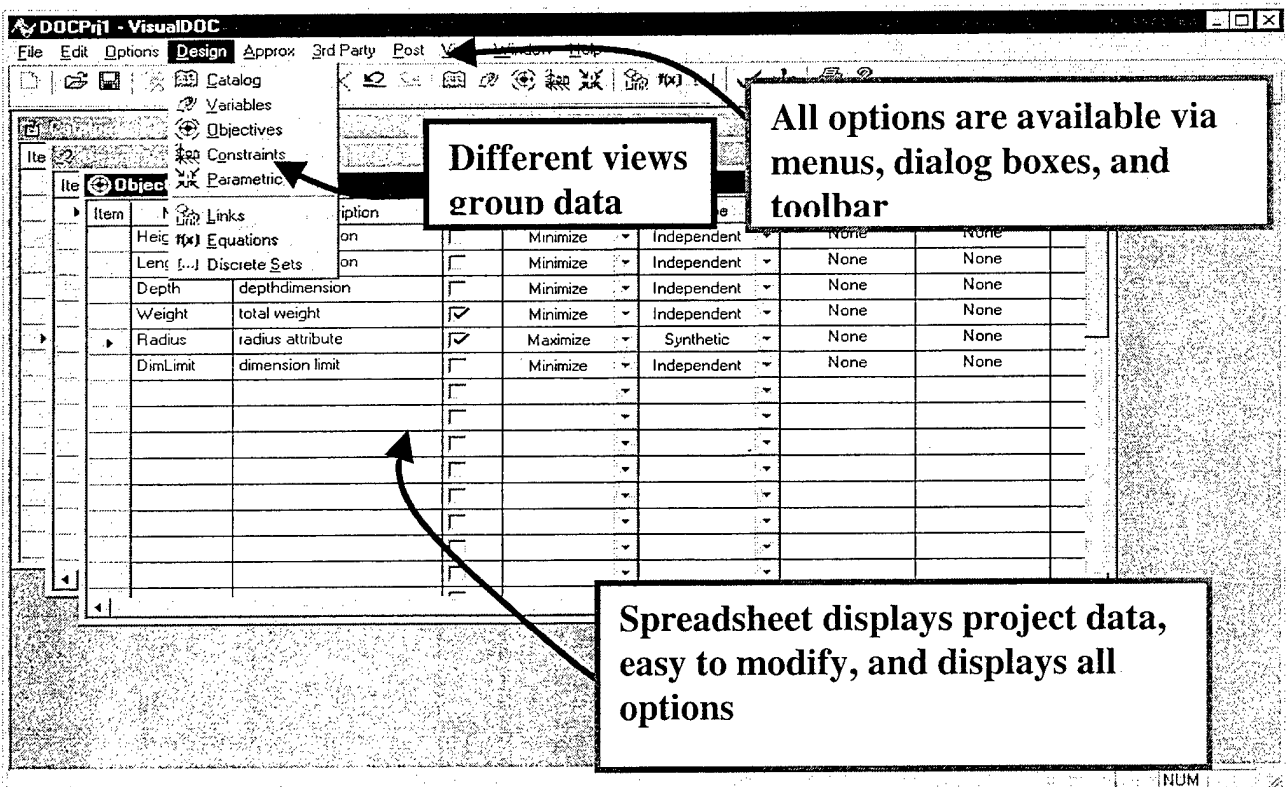 DOCPrj1 - VisualDOC
File Edit Options Design Approx 3rd Party Post Window Help
Catalog
Variables
Objectives
Constraints
Parametric
Links
f(x) Equations
[...] Discrete Sets
All options are available via
menus, dialog boxes, and
toolbar
Different views
group data
Ite
Ite
Item
None None
Minimize Independent
Minimize Independent None None
Depth depthdimension Minimize Independent None None
Weight total weight Minimize Independent None None
Radius radius attribute Maximize Synthetic None None
DimLimit dimension limit Minimize Independent None None
Spreadsheet displays project data,
easy to modify, and displays all
options
NUM